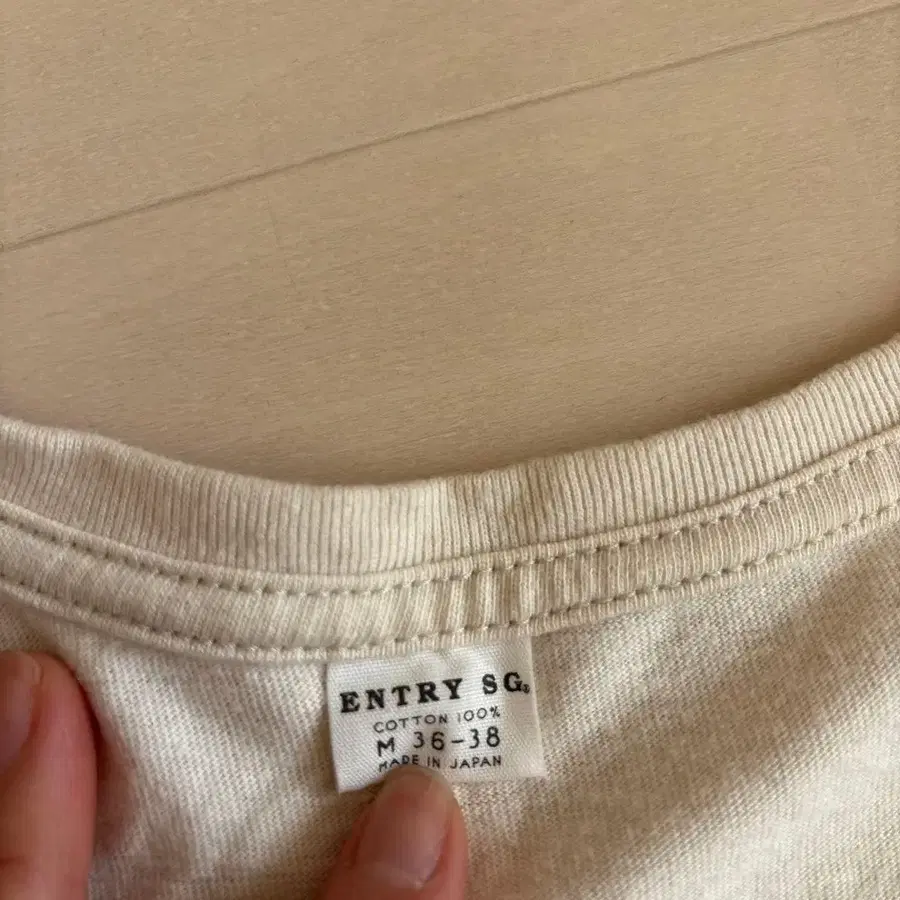 ENTRY SG®
COTTON 100%
M 36-38
MADE IN JAPAN